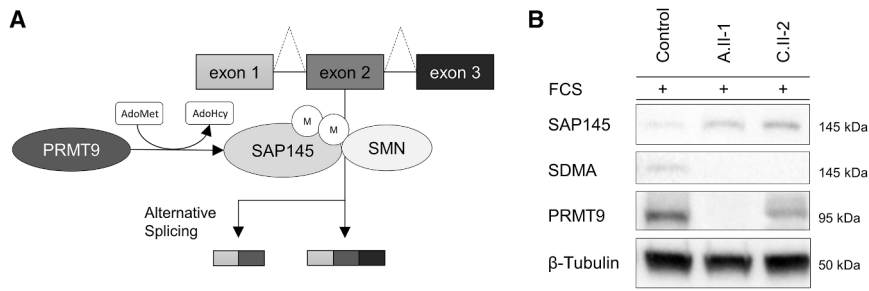 A
exon 1
exon 2
exon 3
AdoMet
AdoHcy
M
M
PRMT9
SAP145
SMN
Alternative
Splicing
B
Control
A.II-1
C.II-2
FCS + + +
SAP145 145 kDa
SDMA 145 kDa
PRMT9 95 kDa
β-Tubulin 50 kDa